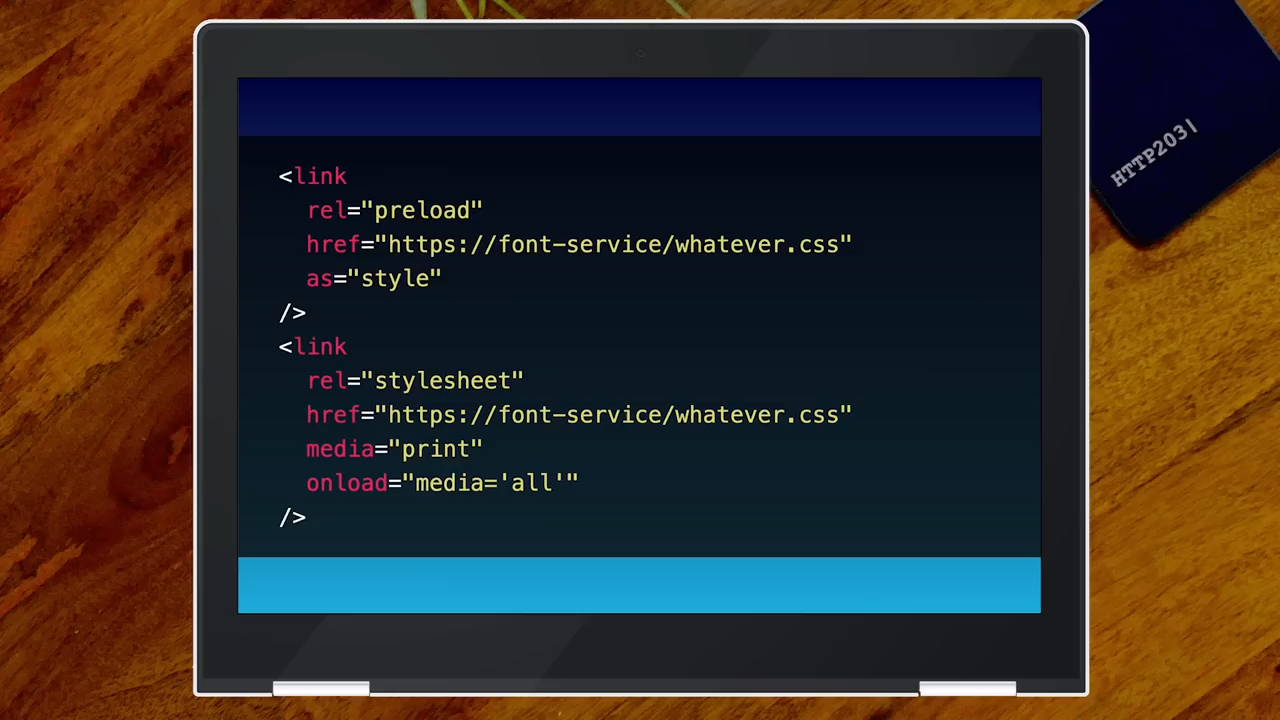 <link
rel="preload"
href="https://font-service/whatever.css"
as="style"
/>
<link
rel="stylesheet"
href="https://font-service/whatever.css"
media="print"
onload="media='all'"
/>
HTTP203|